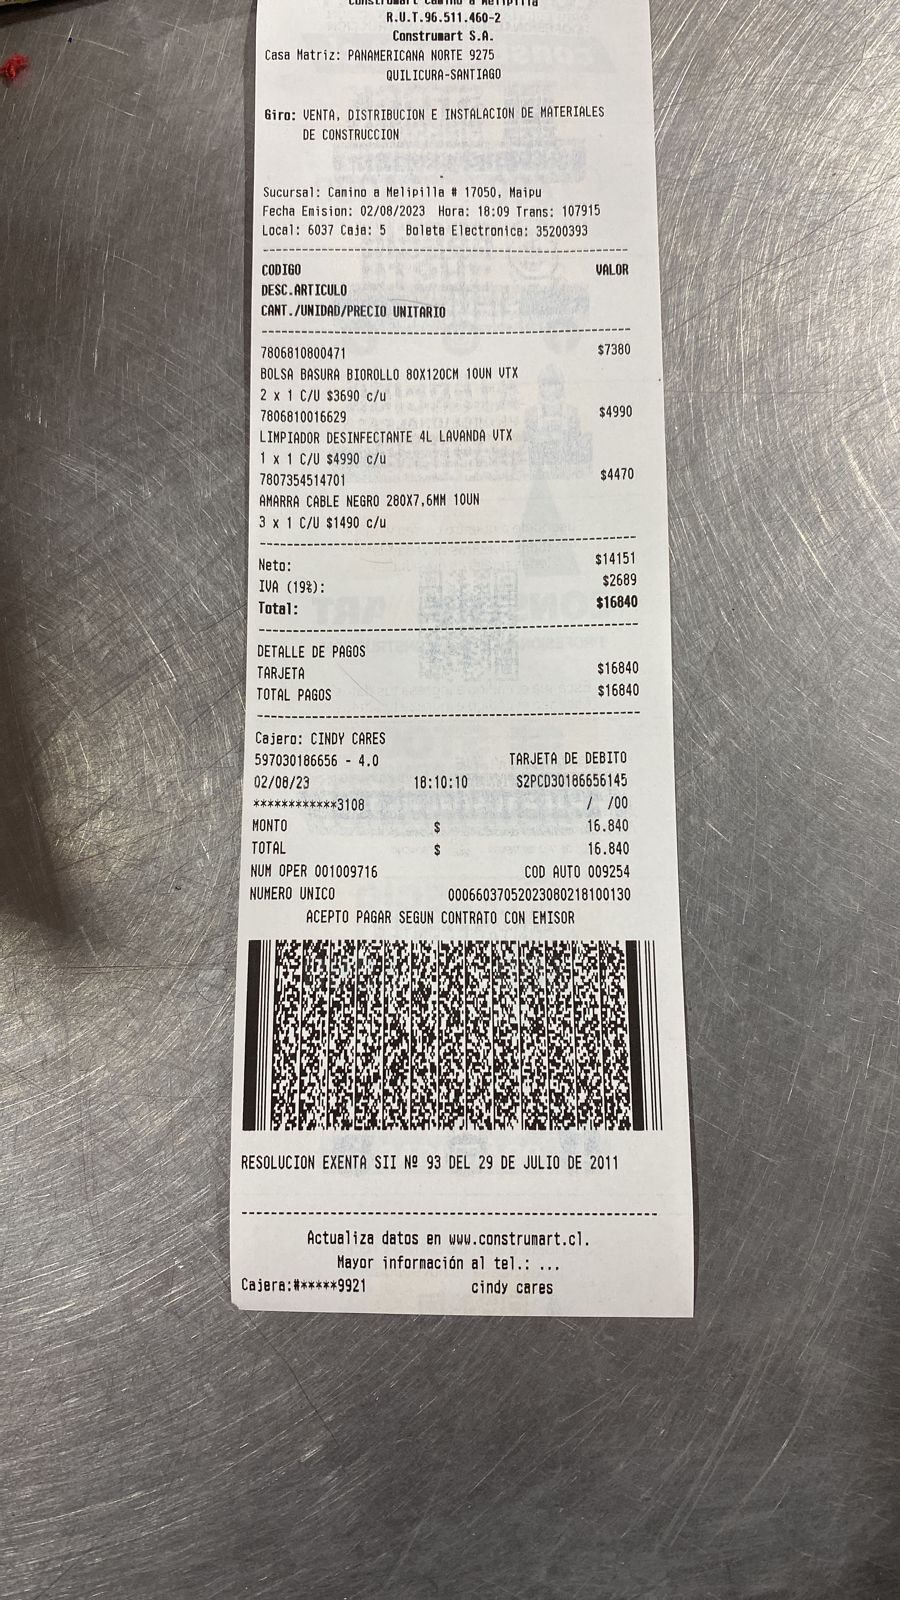 Construmart Camino a Melipilla
R.U.T.96.511.460-2
Construmart S.A.
Casa Matriz: PANAMERICANA NORTE 9275
QUILICURA-SANTIAGO
Giro: VENTA, DISTRIBUCION E INSTALACION DE MATERIALES
DE CONSTRUCCION
Sucursal: Camino a Melipilla # 17050, Maipu
Fecha Emision: 02/08/2023 Hora: 18:09 Trans: 107915
Local: 6037 Caja: 5 Boleta Electronica: 35200393
CODIGO VALOR
DESC.ARTICULO
CANT./UNIDAD/PRECIO UNITARIO
7806810800471 $7380
BOLSA BASURA BIOROLLO 80X120CM 10UN VTX
2 x 1 C/U $3690 c/u
7806810016629 $4990
LIMPIADOR DESINFECTANTE 4L LAVANDA VTX
1 x 1 C/U $4990 c/u
7807354514701 $4470
AMARRA CABLE NEGRO 280X7,6MM 10UN
3 x 1 C/U $1490 c/u
Neto: $14151
IVA (19%): $2689
Total: $16840
DETALLE DE PAGOS
TARJETA $16840
TOTAL PAGOS $16840
Cajero: CINDY CARES
597030186656 - 4.0 TARJETA DE DEBITO
02/08/23 18:10:10 S2PCD30186656145
************3108 / /00
MONTO $ 16.840
TOTAL $ 16.840
NUM OPER 001009716 COD AUTO 009254
NUMERO UNICO 00066037052023080218100130
ACEPTO PAGAR SEGUN CONTRATO CON EMISOR
RESOLUCION EXENTA SII Nº 93 DEL 29 DE JULIO DE 2011
Actualiza datos en www.construmart.cl.
Mayor información al tel.: ...
Cajera:#*****9921 cindy cares